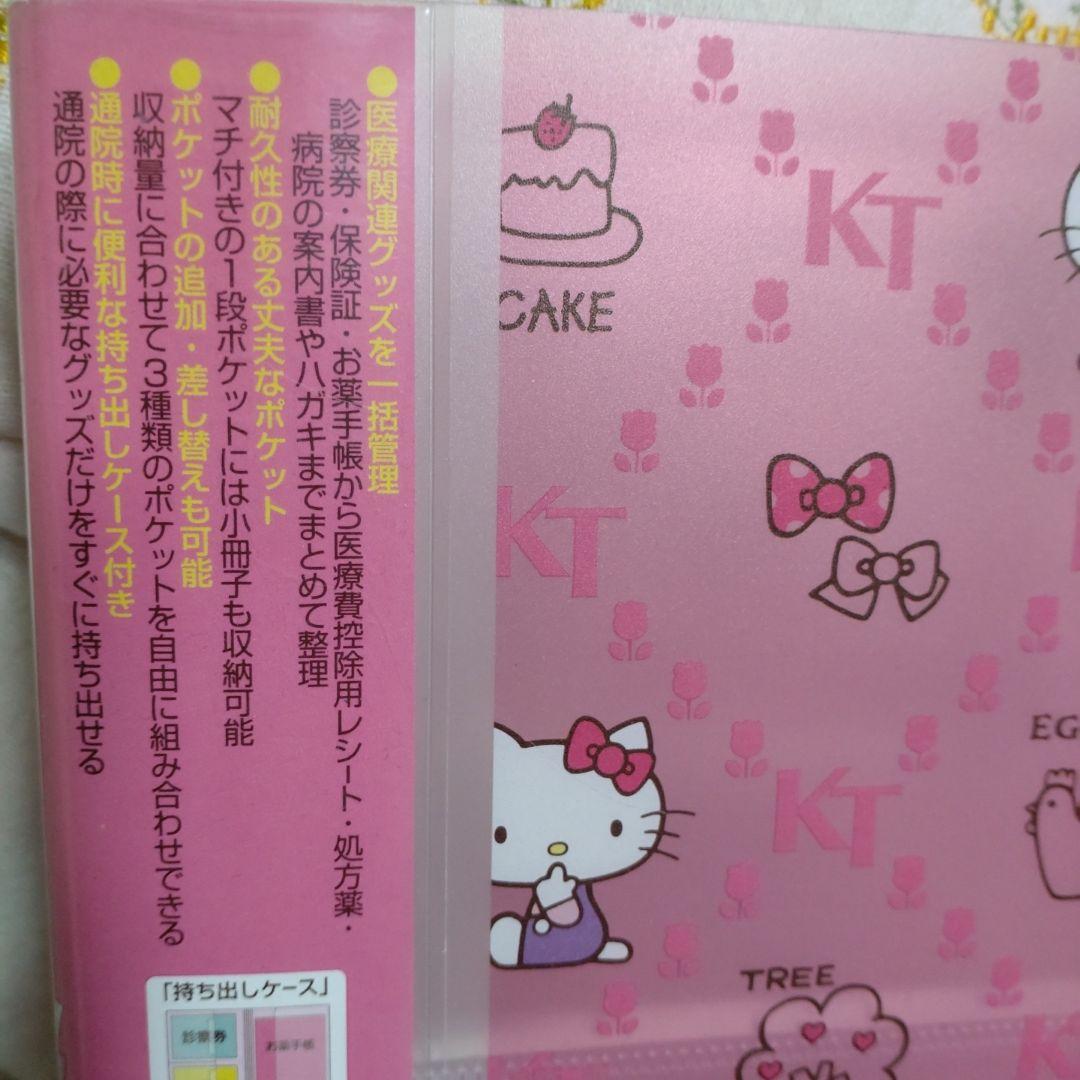 ●医療関連グッズを一括管理
診察券・保険証・お薬手帳から医療費控除用レシート・処方薬・
病院の案内書やハガキまでまとめて整理
●耐久性のある丈夫なポケット
マチ付きの1段ポケットには小冊子も収納可能
●ポケットの追加・差し替えも可能
収納量に合わせて3種類のポケットを自由に組み合わせできる
●通院時に便利な持ち出しケース付き
通院の際に必要なグッズだけをすぐに持ち出せる
「持ち出しケース」
診察券
お薬手帳
CAKE
KT
KT
KT
EG
TREE